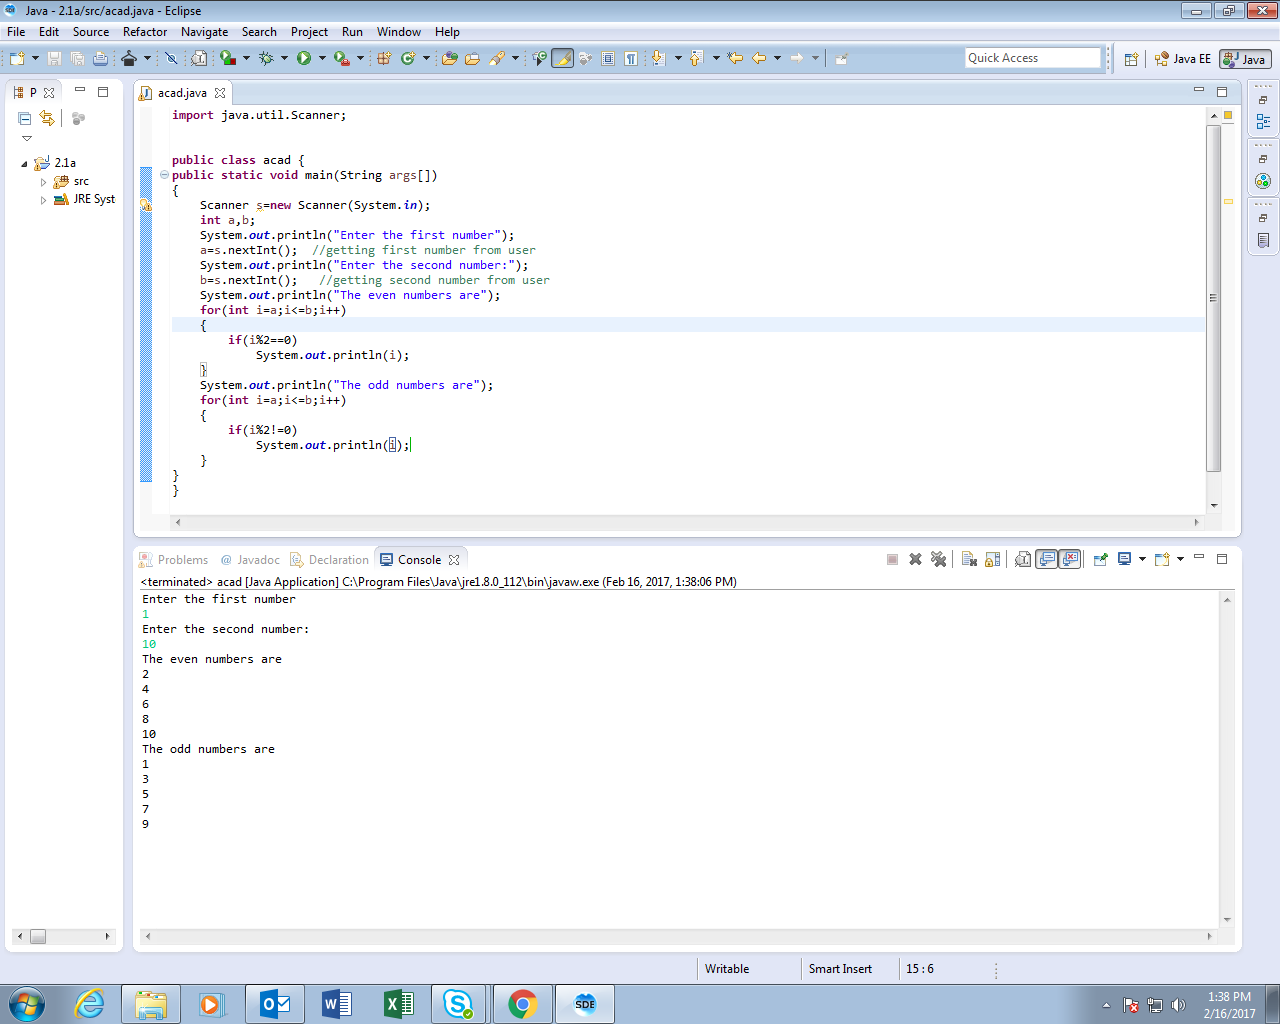 Java - 2.1a/src/acad.java - Eclipse
File Edit Source Refactor Navigate Search Project Run Window Help
Quick Access
Java EE
Java
P
2.1a
src
JRE Syst
acad.java
import java.util.Scanner;
public class acad {
public static void main(String args[])
{
Scanner s=new Scanner(System.in);
int a,b;
System.out.println("Enter the first number");
a=s.nextInt();  //getting first number from user
System.out.println("Enter the second number:");
b=s.nextInt();   //getting second number from user
System.out.println("The even numbers are");
for(int i=a;i<=b;i++)
{
if(i%2==0)
System.out.println(i);
}
System.out.println("The odd numbers are");
for(int i=a;i<=b;i++)
{
if(i%2!=0)
System.out.println(i);
}
}
}
Problems @ Javadoc Declaration Console
<terminated> acad [Java Application] C:\Program Files\Java\jre1.8.0_112\bin\javaw.exe (Feb 16, 2017, 1:38:06 PM)
Enter the first number
1
Enter the second number:
10
The even numbers are
2
4
6
8
10
The odd numbers are
1
3
5
7
9
Writable Smart Insert 15 : 6
SDE
1:38 PM
2/16/2017